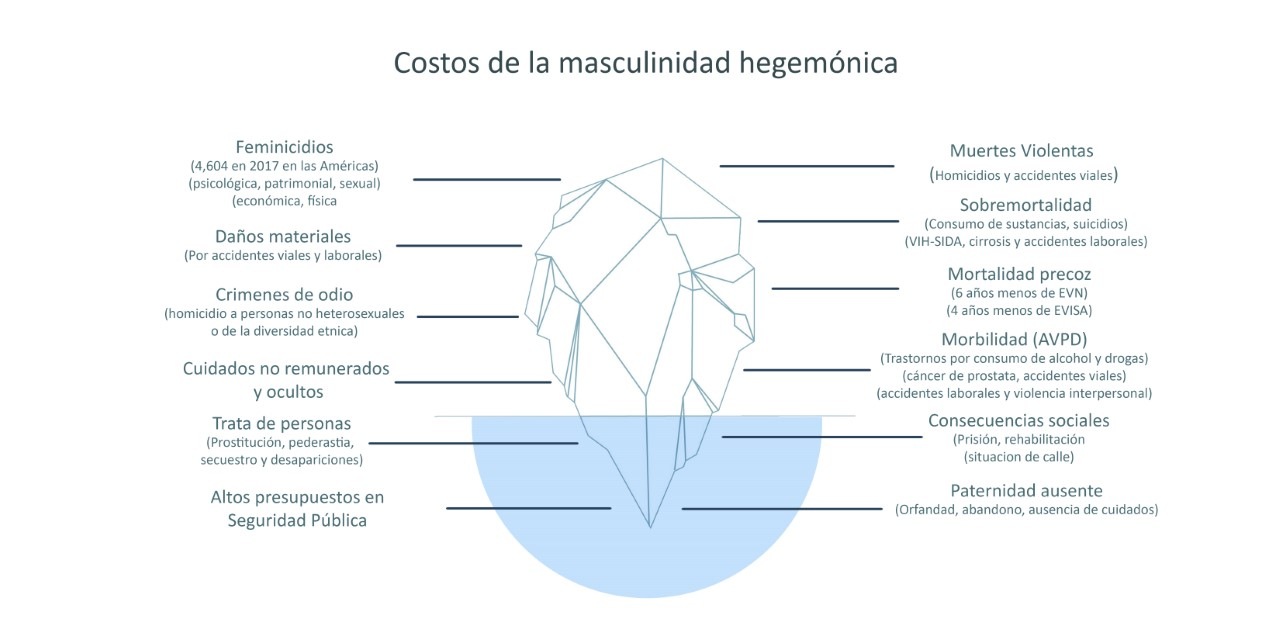 Costos de la masculinidad hegemónica
Feminicidios
(4,604 en 2017 en las Américas)
(psicológica, patrimonial, sexual)
(económica, física
Daños materiales
(Por accidentes viales y laborales)
Crimenes de odio
(homicidio a personas no heterosexuales
o de la diversidad etnica)
Cuidados no remunerados
y ocultos
Trata de personas
(Prostitución, pederastia,
secuestro y desapariciones)
Altos presupuestos en
Seguridad Pública
Muertes Violentas
(Homicidios y accidentes viales)
Sobremortalidad
(Consumo de sustancias, suicidios)
(VIH-SIDA, cirrosis y accidentes laborales)
Mortalidad precoz
(6 años menos de EVN)
(4 años menos de EVISA)
Morbilidad (AVPD)
(Trastornos por consumo de alcohol y drogas)
(cáncer de prostata, accidentes viales)
(accidentes laborales y violencia interpersonal)
Consecuencias sociales
(Prisión, rehabilitación
(situacion de calle)
Paternidad ausente
(Orfandad, abandono, ausencia de cuidados)